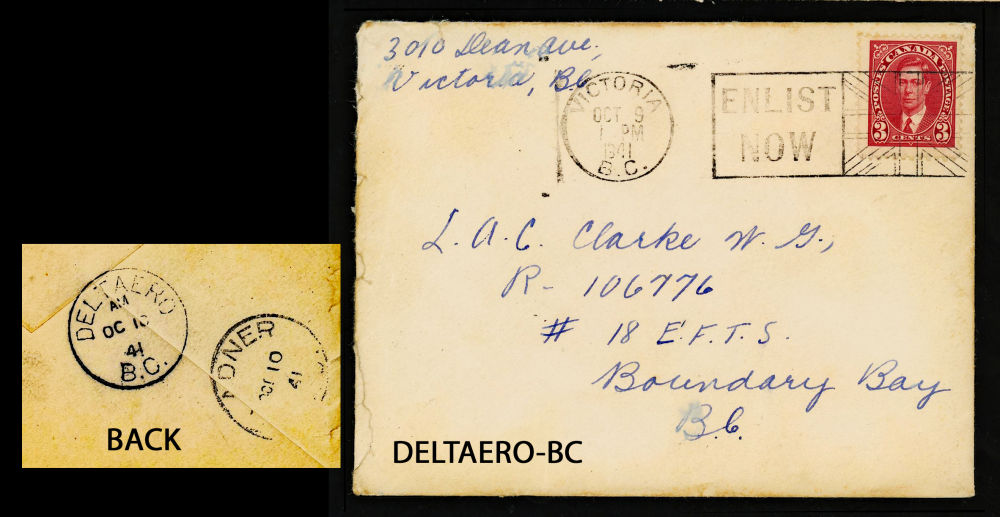 3010 Dean ave.
Victoria, B.C.
VICTORIA
OCT 9
PM
1941
B.C.
ENLIST
NOW
POSTES CANADA POSTAGE
3 CENTS 3
L.A.C. Clarke W. G.,
R- 106776
# 18 E.F.T.S.
Boundary Bay
B.C.
DELTAERO
AM
OC 10
41
B.C.
OC 10
41
BACK
DELTAERO-BC